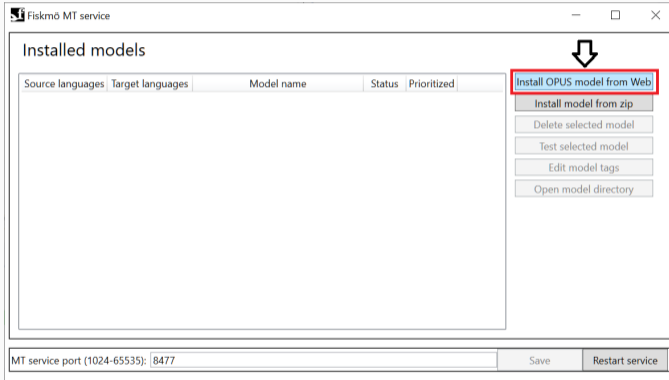 Fiskmö MT service
Installed models
Source languages Target languages Model name Status Prioritized
Install OPUS model from Web
Install model from zip
Delete selected model
Test selected model
Edit model tags
Open model directory
MT service port (1024-65535): 8477 Save Restart service